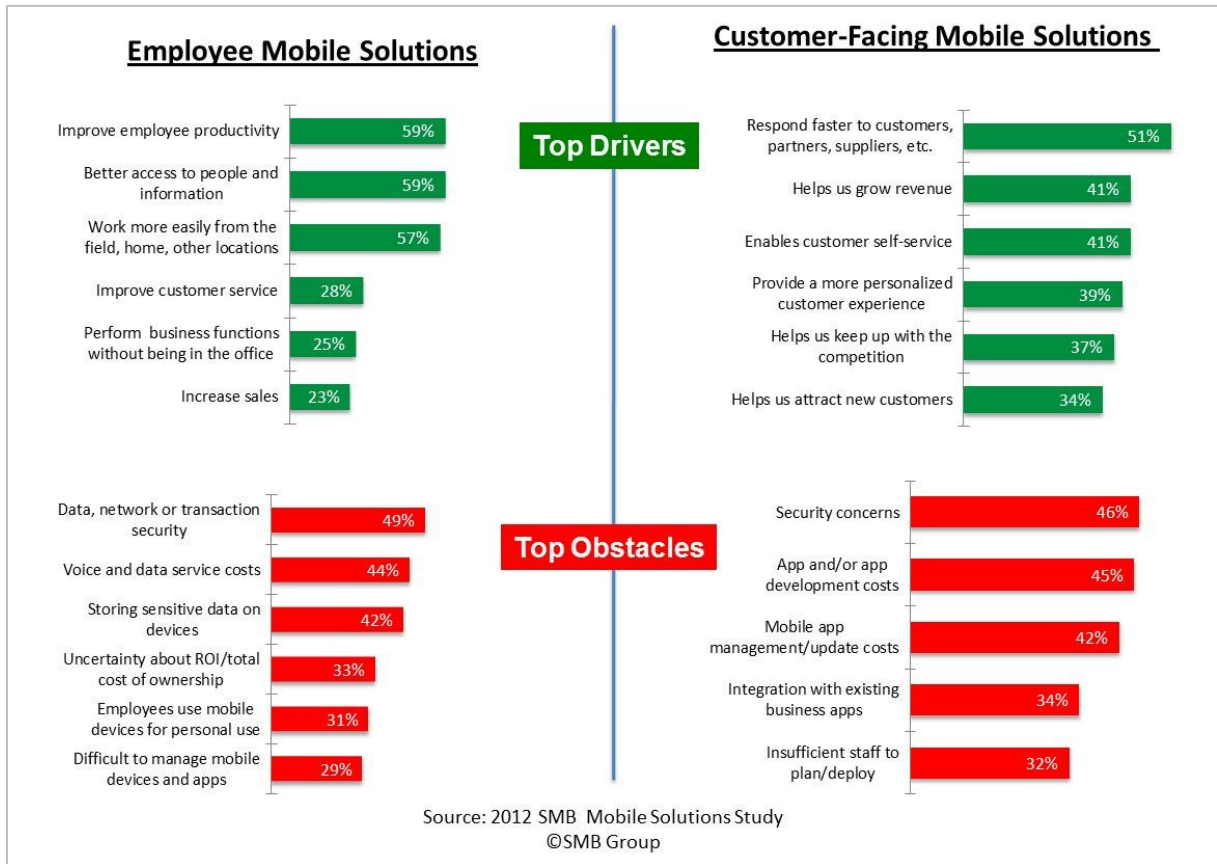 Employee Mobile Solutions
Customer-Facing Mobile Solutions
Top Drivers
Improve employee productivity
59%
Better access to people and
information
59%
Work more easily from the
field, home, other locations
57%
Improve customer service
28%
Perform business functions
without being in the office
25%
Increase sales
23%
Respond faster to customers,
partners, suppliers, etc.
51%
Helps us grow revenue
41%
Enables customer self-service
41%
Provide a more personalized
customer experience
39%
Helps us keep up with the
competition
37%
Helps us attract new customers
34%
Top Obstacles
Data, network or transaction
security
49%
Voice and data service costs
44%
Storing sensitive data on
devices
42%
Uncertainty about ROI/total
cost of ownership
33%
Employees use mobile
devices for personal use
31%
Difficult to manage mobile
devices and apps
29%
Security concerns
46%
App and/or app
development costs
45%
Mobile app
management/update costs
42%
Integration with existing
business apps
34%
Insufficient staff to
plan/deploy
32%
Source: 2012 SMB Mobile Solutions Study
©SMB Group